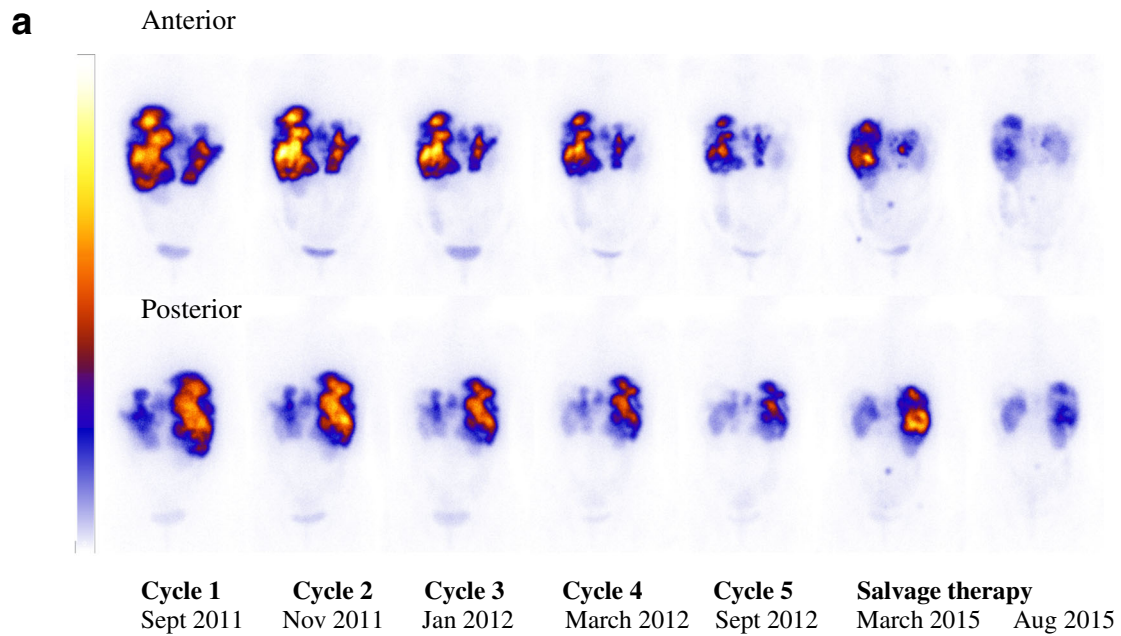 a
Anterior
Posterior
Cycle 1 Cycle 2 Cycle 3 Cycle 4 Cycle 5 Salvage therapy
Sept 2011 Nov 2011 Jan 2012 March 2012 Sept 2012 March 2015 Aug 2015